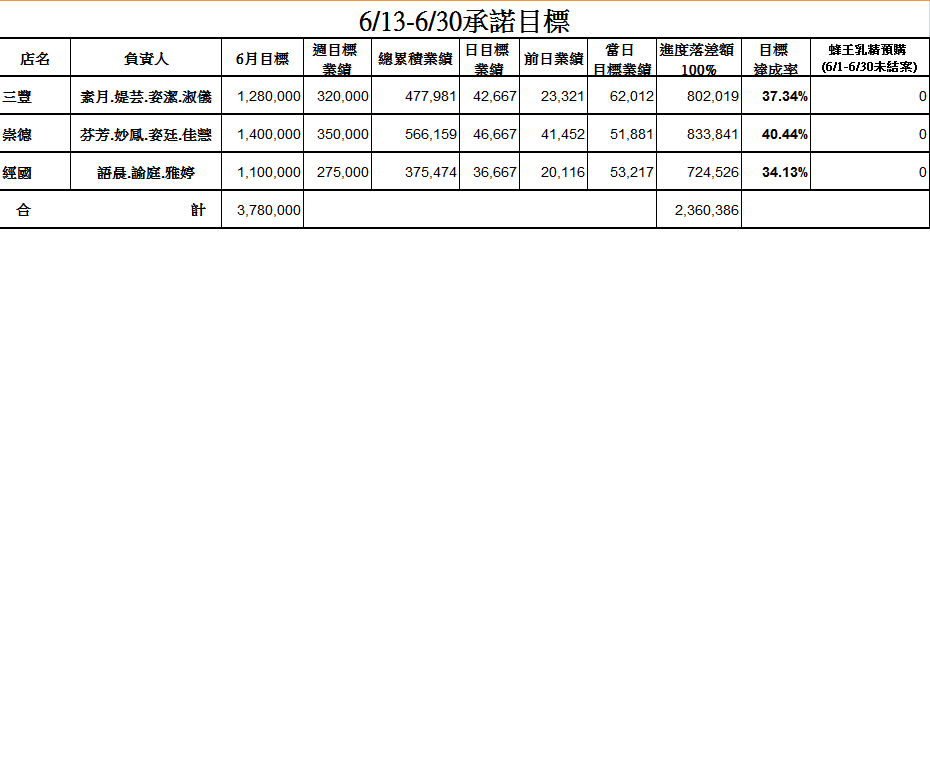 6/13-6/30承諾目標
店名 負責人 6月目標 週目標業績 總累積業績 日目標業績 前日業績 當日目標業績 進度落差額100% 目標達成率 蜂王乳精預購(6/1-6/30未結案)
三豐 素月.媞芸.姿潔.淑儀 1,280,000 320,000 477,981 42,667 23,321 62,012 802,019 37.34% 0
崇德 芬芳.妙鳳.姿廷.佳慧 1,400,000 350,000 566,159 46,667 41,452 51,881 833,841 40.44% 0
經國 語晨.諭庭.雅婷 1,100,000 275,000 375,474 36,667 20,116 53,217 724,526 34.13% 0
合 計 3,780,000 2,360,386